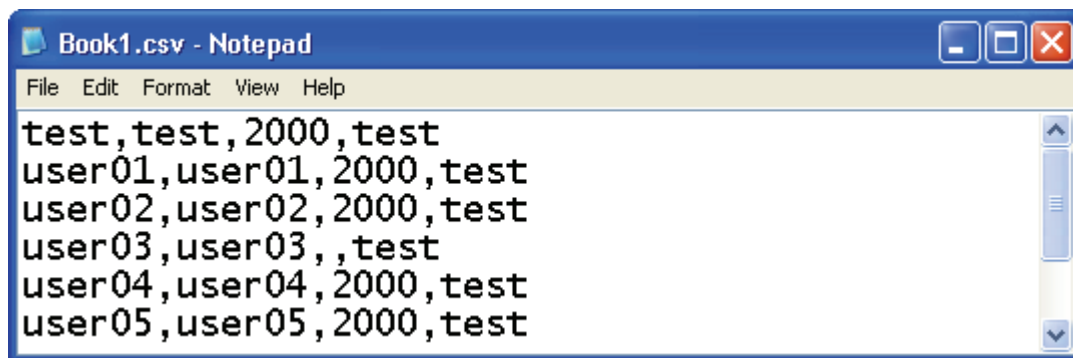 Book1.csv - Notepad
File Edit Format View Help
test,test,2000,test
user01,user01,2000,test
user02,user02,2000,test
user03,user03,,test
user04,user04,2000,test
user05,user05,2000,test